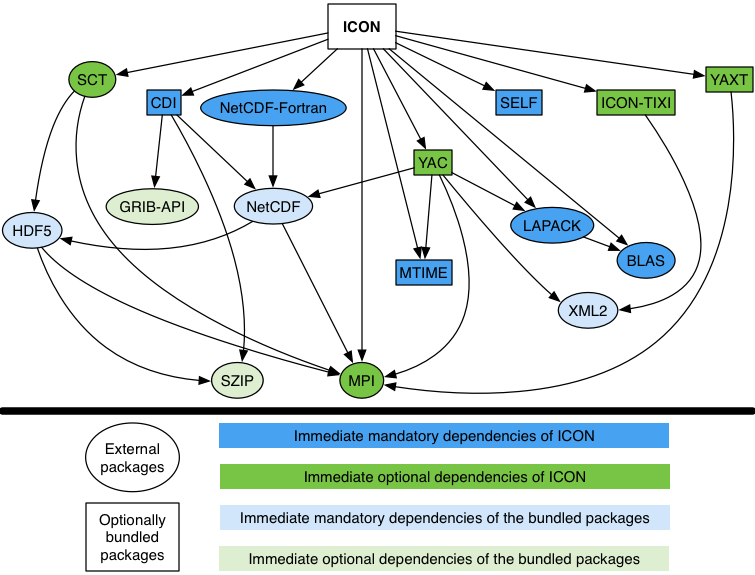 ICON
SCT
YAXT
CDI
NetCDF-Fortran
SELF
ICON-TIXI
YAC
GRIB-API
NetCDF
HDF5
LAPACK
BLAS
MTIME
XML2
SZIP
MPI
External
packages
Immediate mandatory dependencies of ICON
Immediate optional dependencies of ICON
Optionally
bundled
packages
Immediate mandatory dependencies of the bundled packages
Immediate optional dependencies of the bundled packages